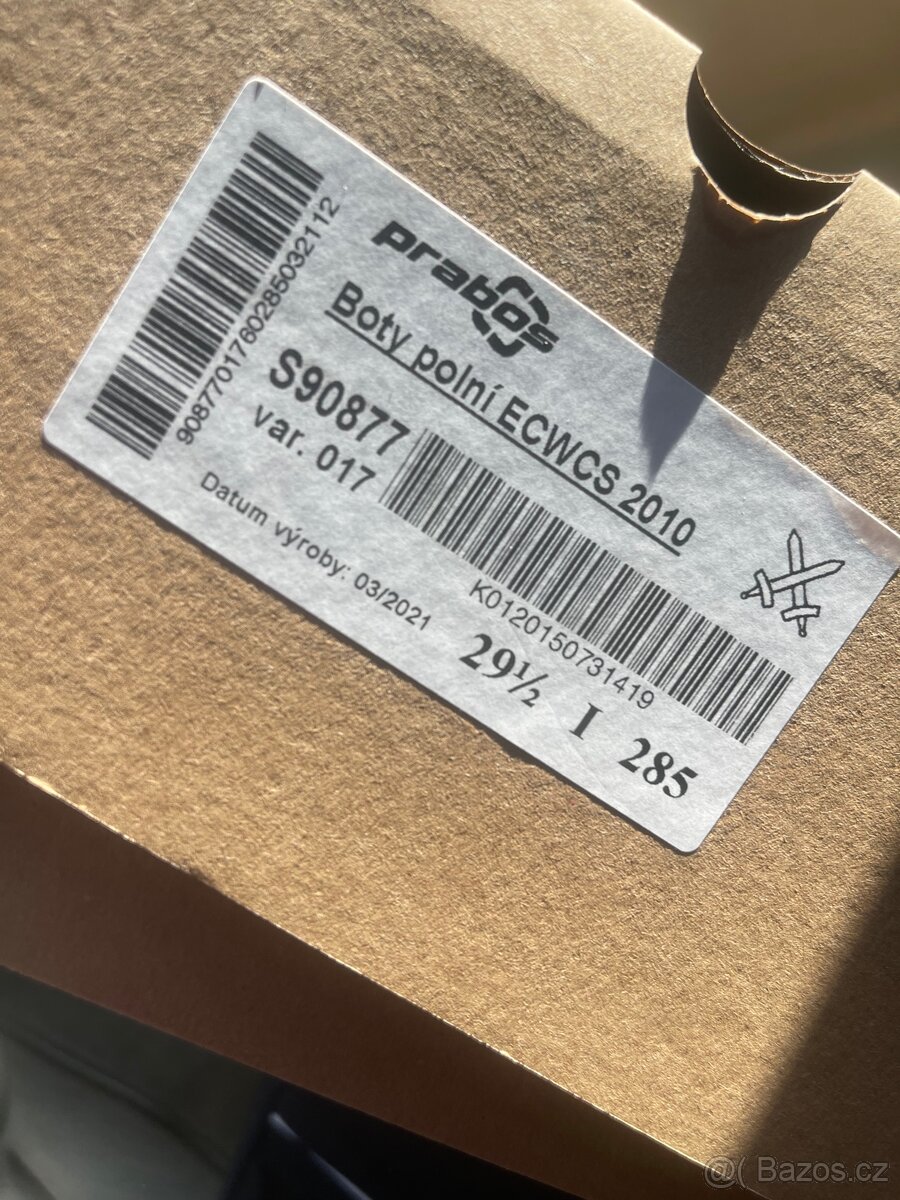 prabos
Boty polní ECWCS 2010
S90877
var. 017
Datum výroby: 03/2021
9087701760285032112
K0120150731419
29½ I 285
@( Bazos.cz